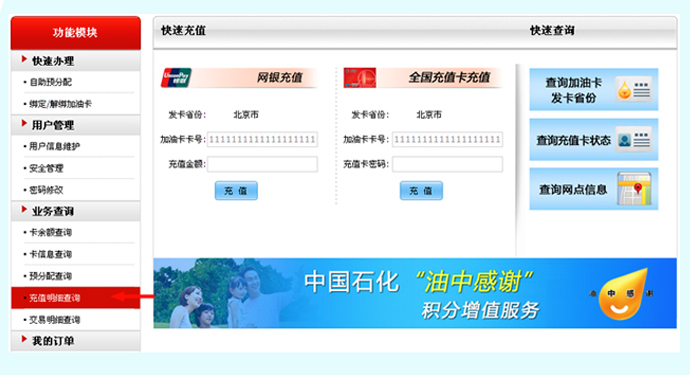 功能模块
快速办理
自助预分配
绑定/解绑加油卡
用户管理
用户信息维护
安全管理
密码修改
业务查询
卡余额查询
卡信息查询
预分配查询
充值明细查询
交易明细查询
我的订单
快速充值
UnionPay
银联
网银充值
发卡省份: 北京市
加油卡卡号: 1111111111111111111
充值金额:
充 值
全国充值卡充值
发卡省份: 北京市
加油卡卡号: 1111111111111111111
充值卡密码:
充 值
快速查询
查询加油卡
发卡省份
查询充值卡状态
查询网点信息
中国石化 “油中感谢”
积分增值服务
油 中 感 谢